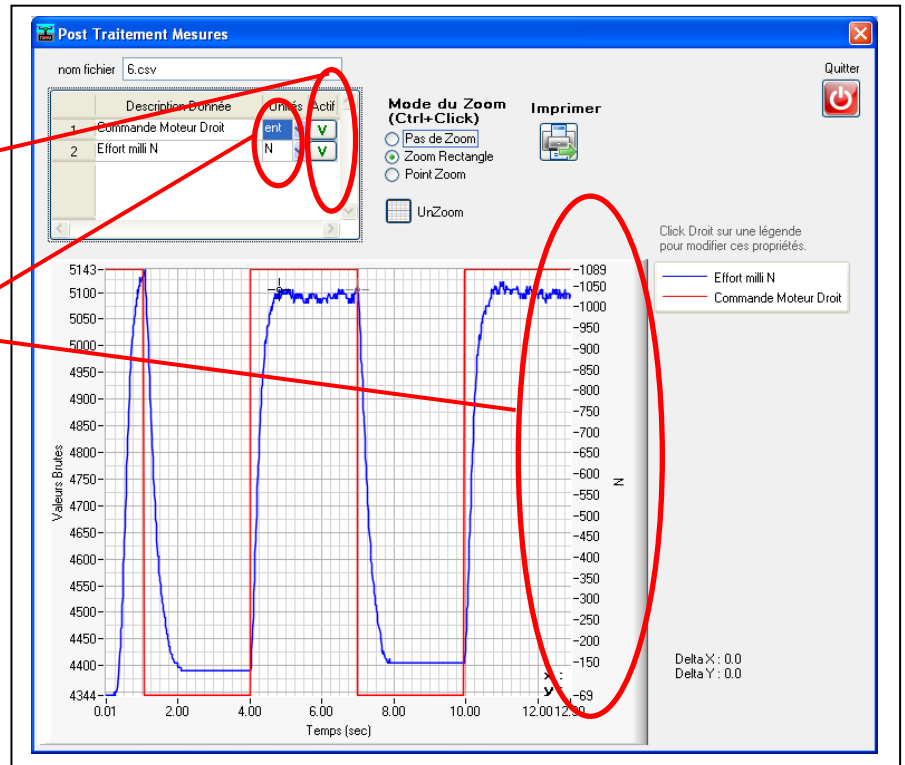 Post Traitement Mesures
nom fichier 6.csv
Quitter
Description Donnée Unités Actif
1 Commande Moteur Droit ent V
2 Effort milli N N V
Mode du Zoom
(Ctrl+Click)
Pas de Zoom
Zoom Rectangle
Point Zoom
UnZoom
Imprimer
Click Droit sur une légende
pour modifier ces propriétés.
Effort milli N
Commande Moteur Droit
Valeurs Brutes
5143
5100
5050
5000
4950
4900
4850
4800
4750
4700
4650
4600
4550
4500
4450
4400
4344
1089
1050
1000
950
900
850
800
750
700
650
600
550
500
450
400
350
300
250
200
150
69
N
X :
Y
0.01 2.00 4.00 6.00 8.00 10.00 12.00
Temps (sec)
Delta X : 0.0
Delta Y : 0.0